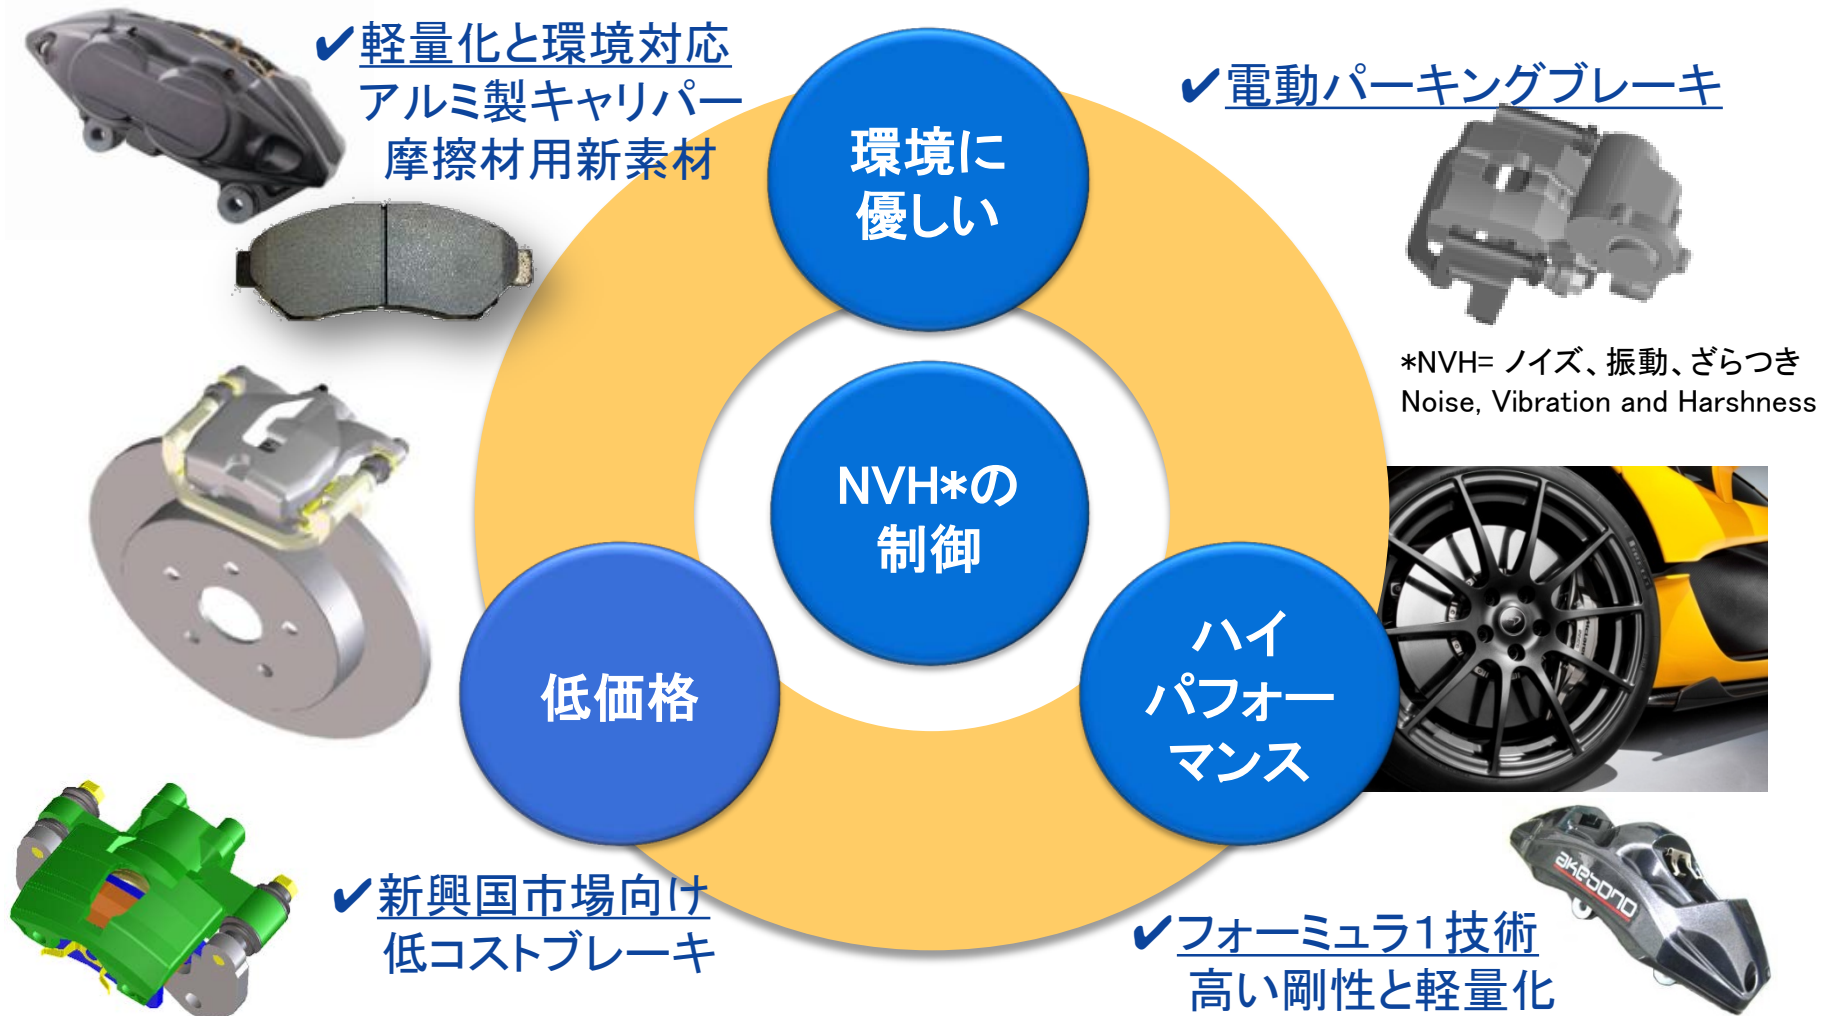 ✔軽量化と環境対応
アルミ製キャリパー
摩擦材用新素材
環境に
優しい
✔電動パーキングブレーキ
*NVH= ノイズ、振動、ざらつき
Noise, Vibration and Harshness
NVH*の
制御
低価格
ハイ
パフォー
マンス
akebono
✔新興国市場向け
低コストブレーキ
✔フォーミュラ1技術
高い剛性と軽量化